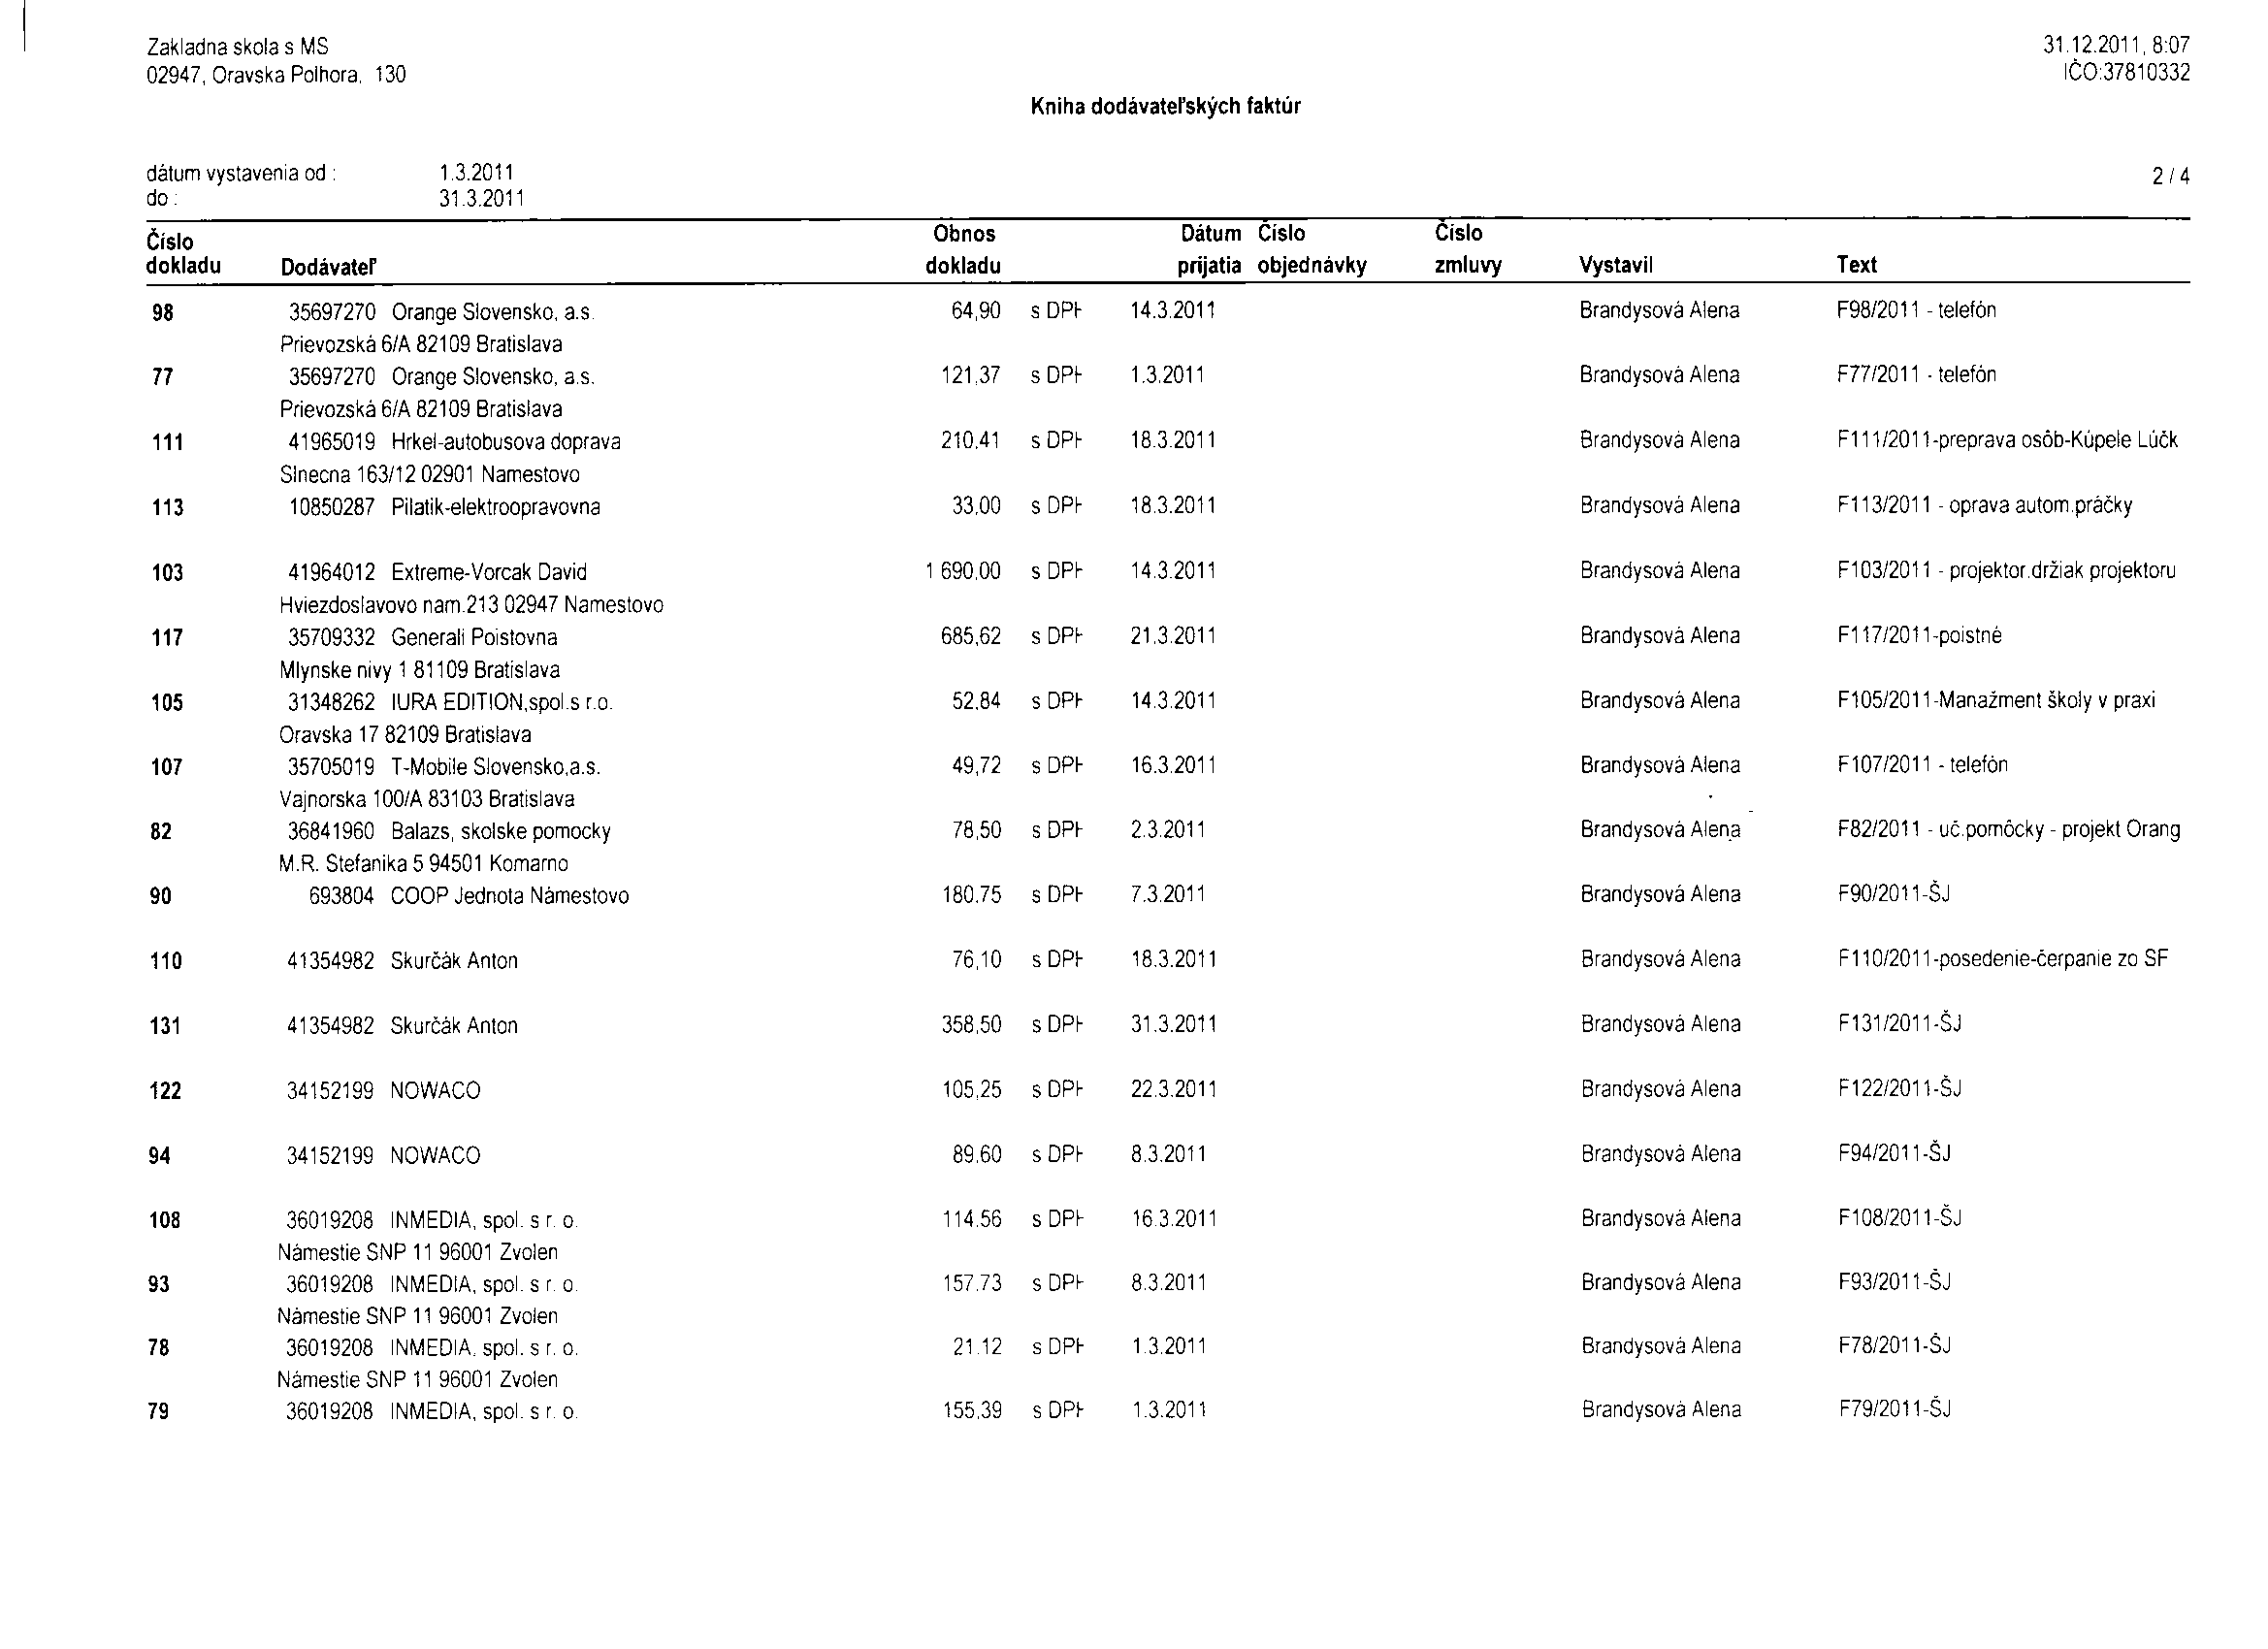 Zakladna skola s MS
31.12.2011, 8:07
02947, Oravska Polhora, 130
IČO:37810332
Kniha dodávateľských faktúr
dátum vystavenia od : 1.3.2011
2 / 4
do : 31.3.2011
Číslo Obnos Dátum Číslo Číslo
dokladu Dodávateľ dokladu prijatia objednávky zmluvy Vystavil Text
98 35697270 Orange Slovensko, a.s. 64,90 s DPH 14.3.2011 Brandysová Alena F98/2011 - telefón
Prievozská 6/A 82109 Bratislava
77 35697270 Orange Slovensko, a.s. 121,37 s DPH 1.3.2011 Brandysová Alena F77/2011 - telefón
Prievozská 6/A 82109 Bratislava
111 41965019 Hrkel-autobusova doprava 210,41 s DPH 18.3.2011 Brandysová Alena F111/2011-preprava osôb-Kúpele Lúčk
Slnecna 163/12 02901 Namestovo
113 10850287 Pilatik-elektroopravovna 33,00 s DPH 18.3.2011 Brandysová Alena F113/2011 - oprava autom.práčky
103 41964012 Extreme-Vorcak David 1 690,00 s DPH 14.3.2011 Brandysová Alena F103/2011 - projektor.držiak projektoru
Hviezdoslavovo nam.213 02947 Namestovo
117 35709332 Generali Poistovna 685,62 s DPH 21.3.2011 Brandysová Alena F117/2011-poistné
Mlynske nivy 1 81109 Bratislava
105 31348262 IURA EDITION,spol.s r.o. 52,84 s DPH 14.3.2011 Brandysová Alena F105/2011-Manažment školy v praxi
Oravska 17 82109 Bratislava
107 35705019 T-Mobile Slovensko,a.s. 49,72 s DPH 16.3.2011 Brandysová Alena F107/2011 - telefón
Vajnorska 100/A 83103 Bratislava
82 36841960 Balazs, skolske pomocky 78,50 s DPH 2.3.2011 Brandysová Alena F82/2011 - uč.pomôcky - projekt Orang
M.R. Stefanika 5 94501 Komarno
90 693804 COOP Jednota Námestovo 180,75 s DPH 7.3.2011 Brandysová Alena F90/2011-ŠJ
110 41354982 Skurčák Anton 76,10 s DPH 18.3.2011 Brandysová Alena F110/2011-posedenie-čerpanie zo SF
131 41354982 Skurčák Anton 358,50 s DPH 31.3.2011 Brandysová Alena F131/2011-ŠJ
122 34152199 NOWACO 105,25 s DPH 22.3.2011 Brandysová Alena F122/2011-ŠJ
94 34152199 NOWACO 89,60 s DPH 8.3.2011 Brandysová Alena F94/2011-ŠJ
108 36019208 INMEDIA, spol. s r. o. 114,56 s DPH 16.3.2011 Brandysová Alena F108/2011-ŠJ
Námestie SNP 11 96001 Zvolen
93 36019208 INMEDIA, spol. s r. o. 157,73 s DPH 8.3.2011 Brandysová Alena F93/2011-ŠJ
Námestie SNP 11 96001 Zvolen
78 36019208 INMEDIA, spol. s r. o. 21,12 s DPH 1.3.2011 Brandysová Alena F78/2011-ŠJ
Námestie SNP 11 96001 Zvolen
79 36019208 INMEDIA, spol. s r. o. 155,39 s DPH 1.3.2011 Brandysová Alena F79/2011-ŠJ